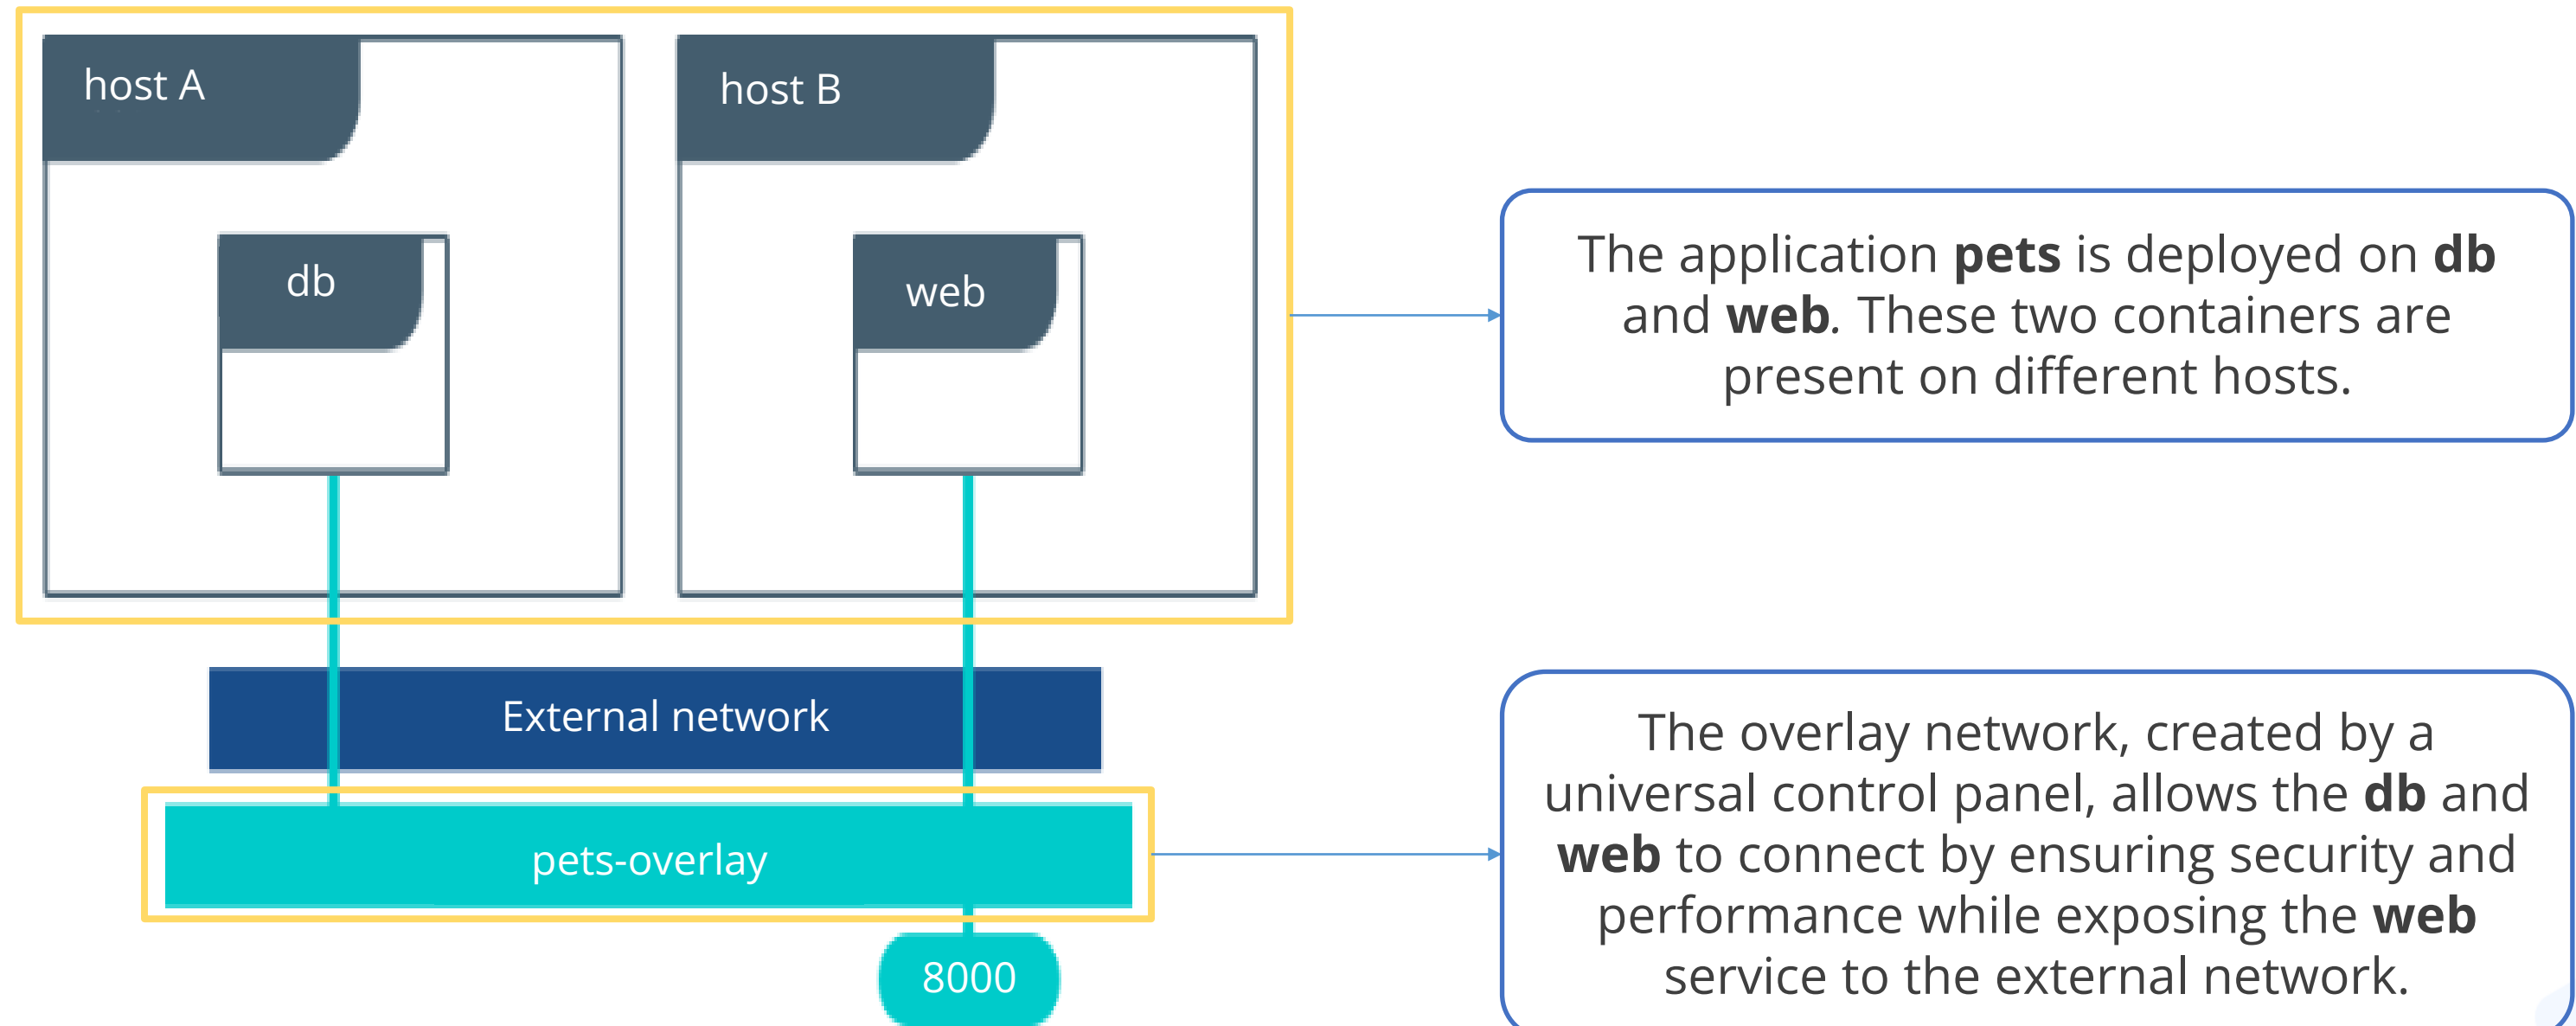 host A
host B
db
web
The application pets is deployed on db
and web. These two containers are
present on different hosts.
External network
pets-overlay
8000
The overlay network, created by a
universal control panel, allows the db and
web to connect by ensuring security and
performance while exposing the web
service to the external network.